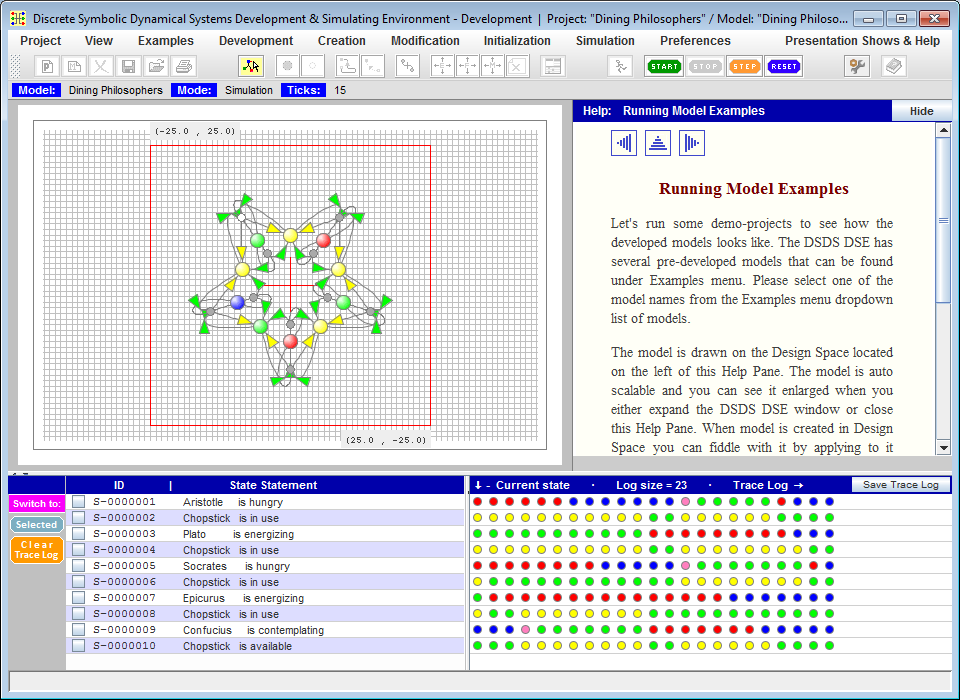 Discrete Symbolic Dynamical Systems Development & Simulating Environment - Development | Project: "Dining Philosophers" / Model: "Dining Philoso...
Project View Examples Development Creation Modification Initialization Simulation Preferences Presentation Shows & Help
START STOP STEP RESET
Model: Dining Philosophers Mode: Simulation Ticks: 15
(-25.0 , 25.0)
(25.0 , -25.0)
Help: Running Model Examples Hide
Running Model Examples
Let's run some demo-projects to see how the
developed models looks like. The DSDS DSE has
several pre-developed models that can be found
under Examples menu. Please select one of the
model names from the Examples menu dropdown
list of models.
The model is drawn on the Design Space located
on the left of this Help Pane. The model is auto
scalable and you can see it enlarged when you
either expand the DSDS DSE window or close
this Help Pane. When model is created in Design
Space you can fiddle with it by applying to it
ID | State Statement
↓ - Current state · Log size = 23 · Trace Log → Save Trace Log
Switch to:
Selected
Clear
Trace Log
S-0000001 Aristotle is hungry
S-0000002 Chopstick is in use
S-0000003 Plato is energizing
S-0000004 Chopstick is in use
S-0000005 Socrates is hungry
S-0000006 Chopstick is in use
S-0000007 Epicurus is energizing
S-0000008 Chopstick is in use
S-0000009 Confucius is contemplating
S-0000010 Chopstick is available